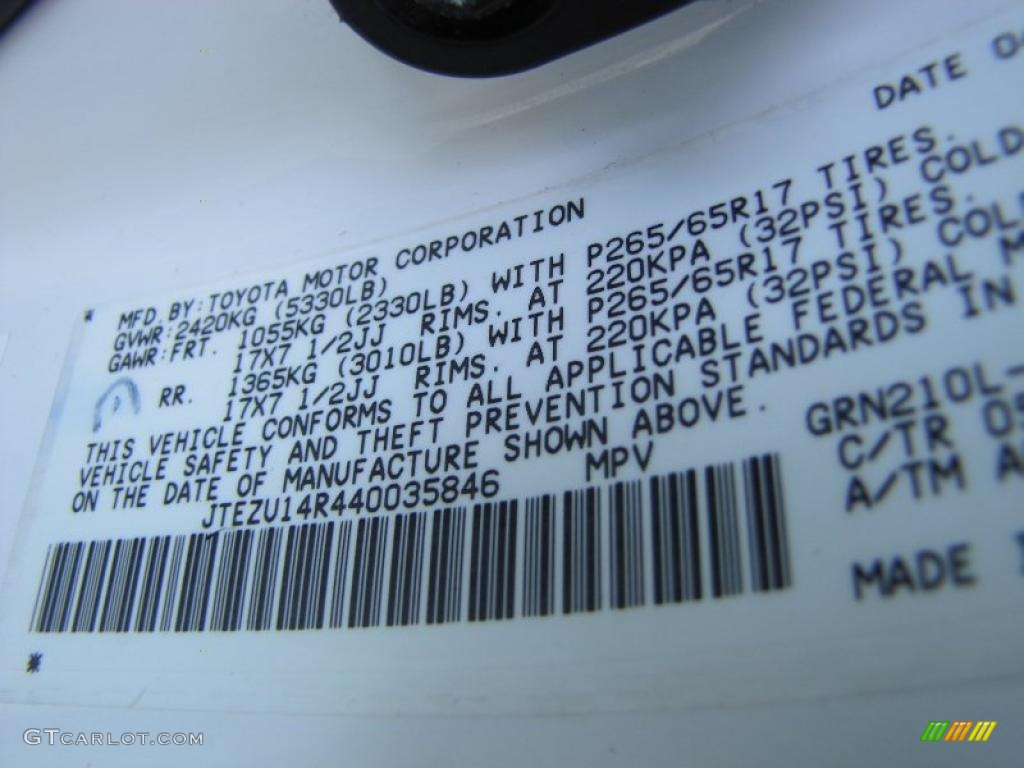 DATE
* MFD. BY: TOYOTA MOTOR CORPORATION
GVWR: 2420KG (5330LB)
GAWR: FRT. 1055KG (2330LB) WITH P265/65R17 TIRES.
17X7 1/2JJ RIMS. AT 220KPA (32PSI) COLD
RR. 1365KG (3010LB) WITH P265/65R17 TIRES.
17X7 1/2JJ RIMS. AT 220KPA (32PSI)
THIS VEHICLE CONFORMS TO ALL APPLICABLE FEDERAL
VEHICLE SAFETY AND THEFT PREVENTION STANDARDS IN
ON THE DATE OF MANUFACTURE SHOWN ABOVE.
JTEZU14R440035846 MPV
GRN210L-
C/TR
A/TM
MADE
*
GTCARLOT.COM